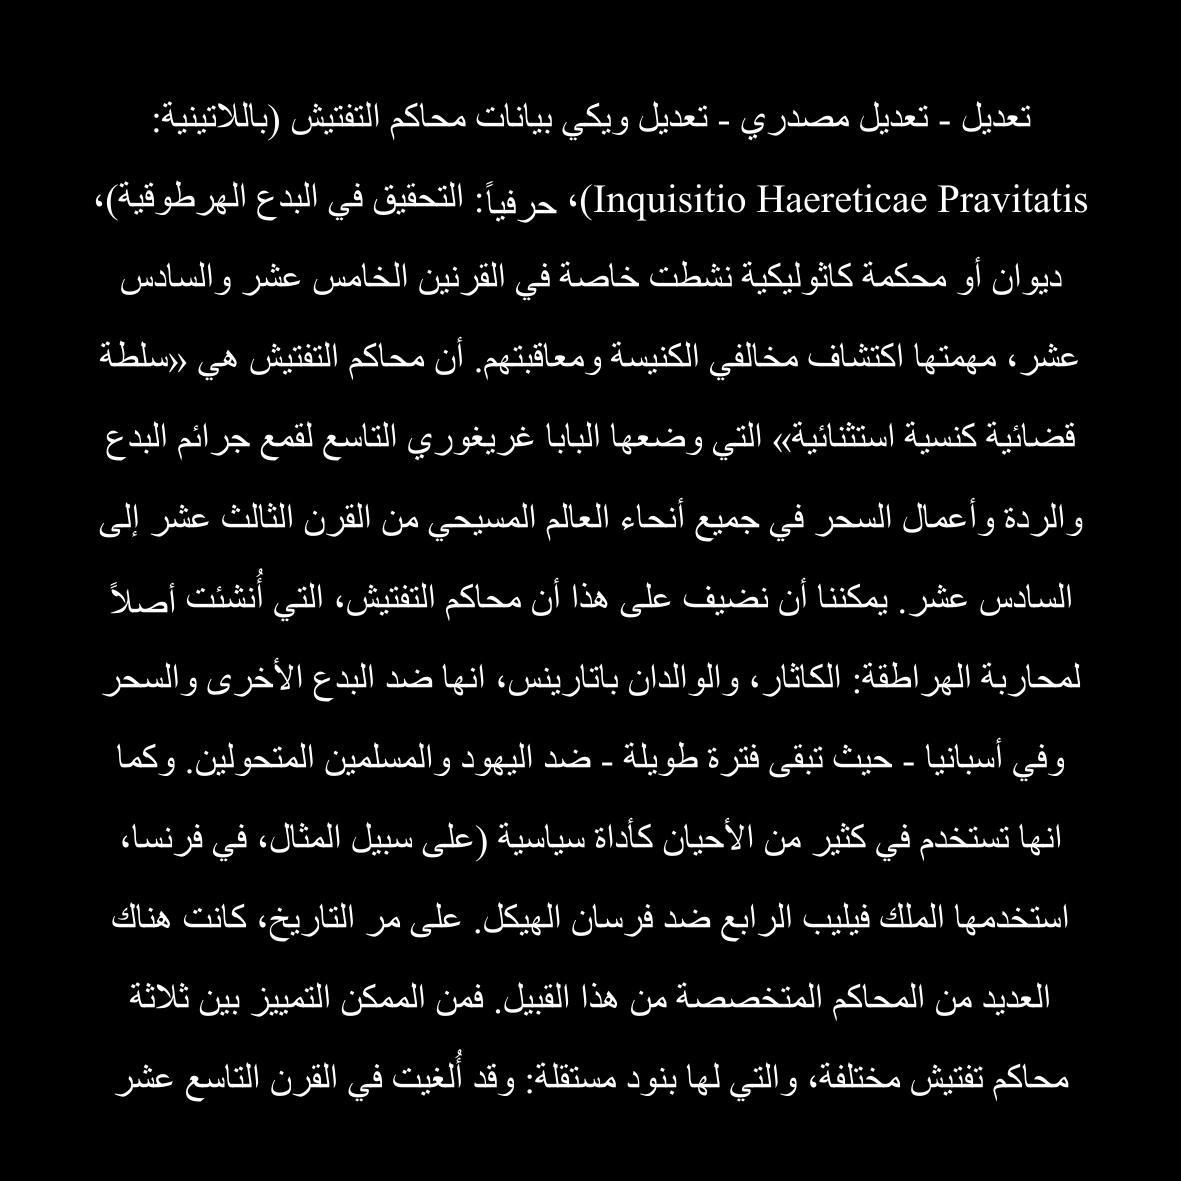 تعديل - تعديل مصدري - تعديل ويكي بيانات محاكم التفتيش (باللاتينية:
Inquisitio Haereticae Pravitatis)، حرفياً: التحقيق في البدع الهرطوقية)،
ديوان أو محكمة كاثوليكية نشطت خاصة في القرنين الخامس عشر والسادس
عشر، مهمتها اكتشاف مخالفي الكنيسة ومعاقبتهم. أن محاكم التفتيش هي «سلطة
قضائية كنسية استثنائية» التي وضعها البابا غريغوري التاسع لقمع جرائم البدع
والردة وأعمال السحر في جميع أنحاء العالم المسيحي من القرن الثالث عشر إلى
السادس عشر. يمكننا أن نضيف على هذا أن محاكم التفتيش، التي أُنشئت أصلاً
لمحاربة الهراطقة: الكاثار، والوالدان باتارينس، انها ضد البدع الأخرى والسحر
وفي أسبانيا - حيث تبقى فترة طويلة - ضد اليهود والمسلمين المتحولين. وكما
انها تستخدم في كثير من الأحيان كأداة سياسية (على سبيل المثال، في فرنسا،
استخدمها الملك فيليب الرابع ضد فرسان الهيكل. على مر التاريخ، كانت هناك
العديد من المحاكم المتخصصة من هذا القبيل. فمن الممكن التمييز بين ثلاثة
محاكم تفتيش مختلفة، والتي لها بنود مستقلة: وقد أُلغيت في القرن التاسع عشر